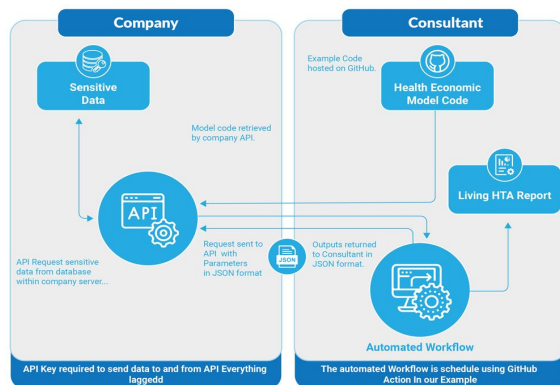 Company
Consultant
Sensitive
Data
Example Code
hosted on GitHub.
Health Economic
Model Code
Model code retrieved
by company API.
Living HTA Report
API
API Request sensitive
data from database
within company server...
Request sent to
API with
Parameters
in JSON format
JSON
Outputs returned
to Consultant in
JSON format.
Automated Workflow
API Key required to send data to and from API Everything
laggedd
The automated Workflow is schedule using GitHub
Action In our Example